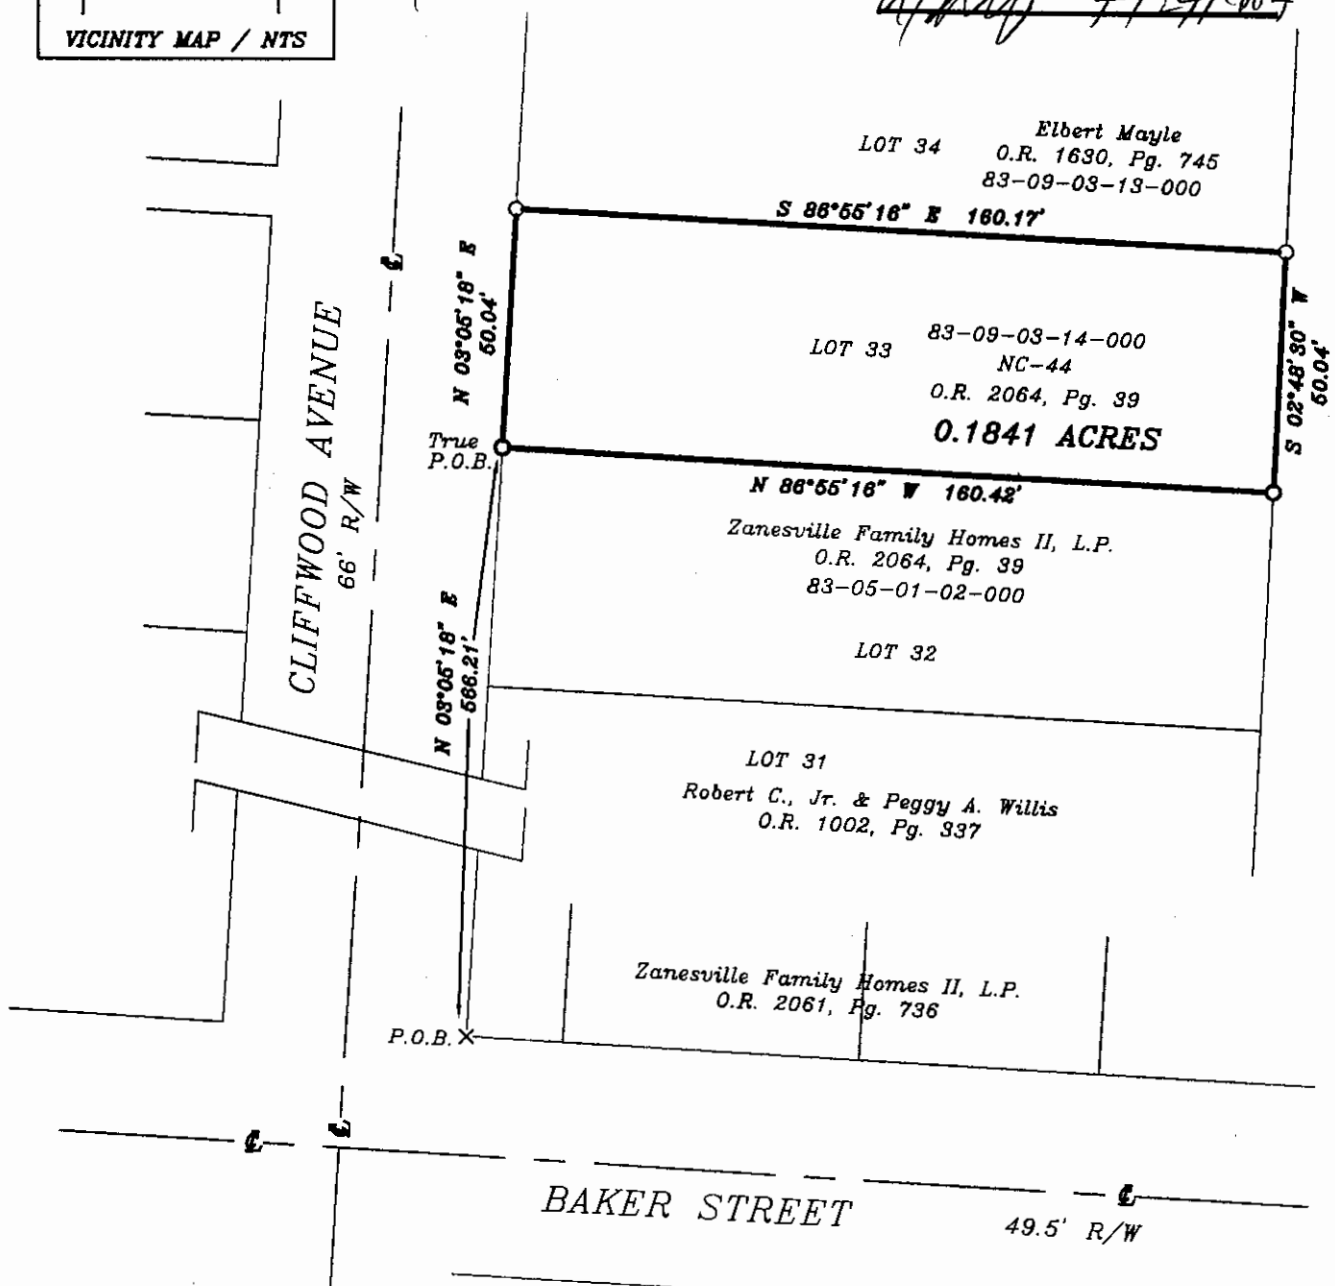 VICINITY MAP / NTS
LOT 34
Elbert Mayle
O.R. 1630, Pg. 745
83-09-03-13-000
S 86°55'16" E 160.17'
N 03°05'18" E
50.04'
S 02°48'30" W
50.04'
LOT 33
83-09-03-14-000
NC-44
O.R. 2064, Pg. 39
0.1841 ACRES
True
P.O.B.
N 86°55'16" W 160.42'
CLIFFWOOD AVENUE
66' R/W
Zanesville Family Homes II, L.P.
O.R. 2064, Pg. 39
83-05-01-02-000
LOT 32
N 03°05'18" E
566.21'
LOT 31
Robert C., Jr. & Peggy A. Willis
O.R. 1002, Pg. 337
Zanesville Family Homes II, L.P.
O.R. 2061, Pg. 736
P.O.B.
BAKER STREET
49.5' R/W